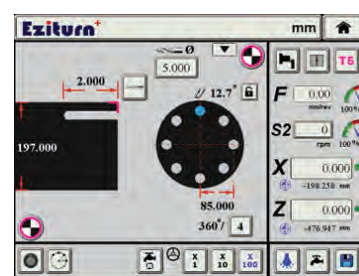 Eziturn+ mm
ø
5.000
T5
2.000
12.7°
F 0.00
mm/rev 100%
S2 0
rpm 100%
197.000
X 0.000
-198.258 mm
85.000
Z 0.000
360°/ 4
-476.947 mm
X 1
X 10
X 100